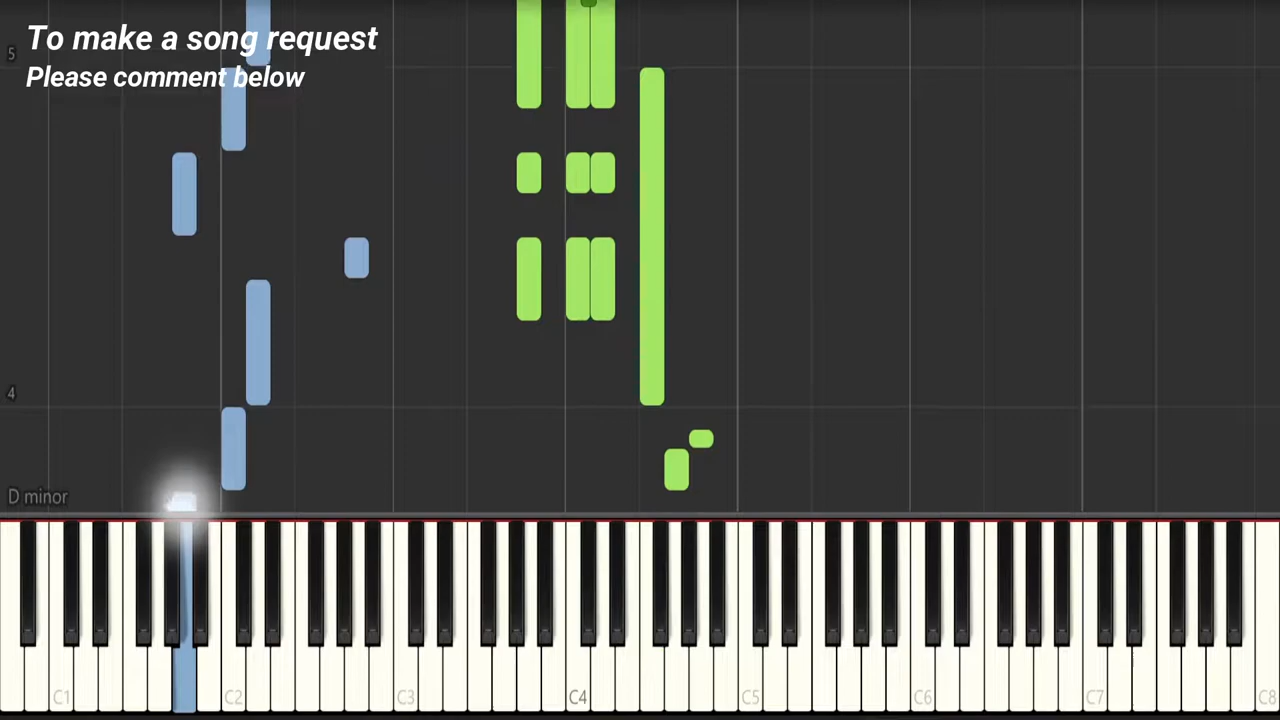 To make a song request
Please comment below
5
4
D minor
C1 C2 C3 C4 C5 C6 C7 C8